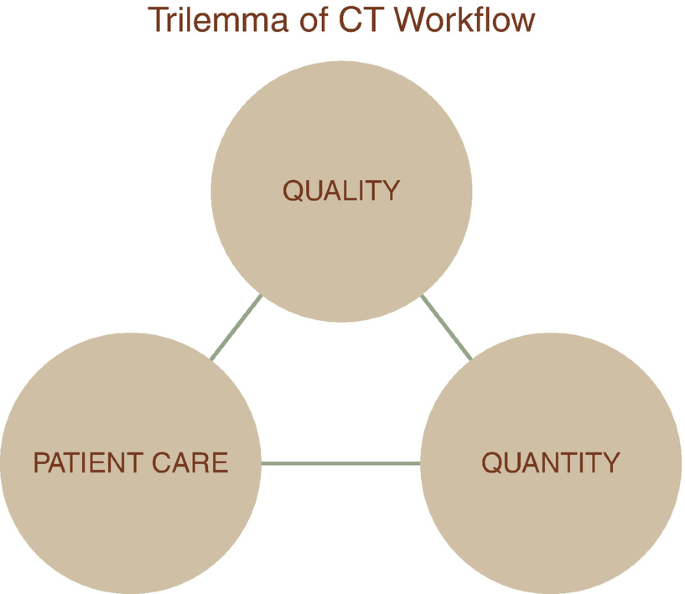 Trilemma of CT Workflow
QUALITY
PATIENT CARE
QUANTITY